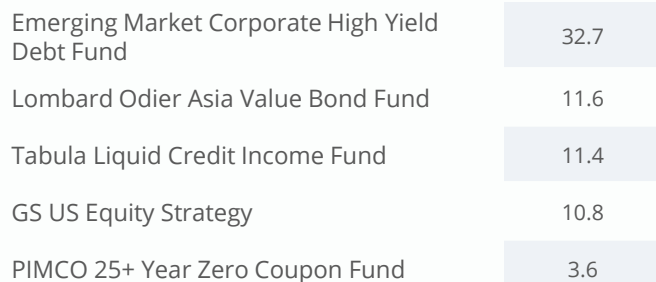 Emerging Market Corporate High Yield
Debt Fund
32.7
Lombard Odier Asia Value Bond Fund
11.6
Tabula Liquid Credit Income Fund
11.4
GS US Equity Strategy
10.8
PIMCO 25+ Year Zero Coupon Fund
3.6